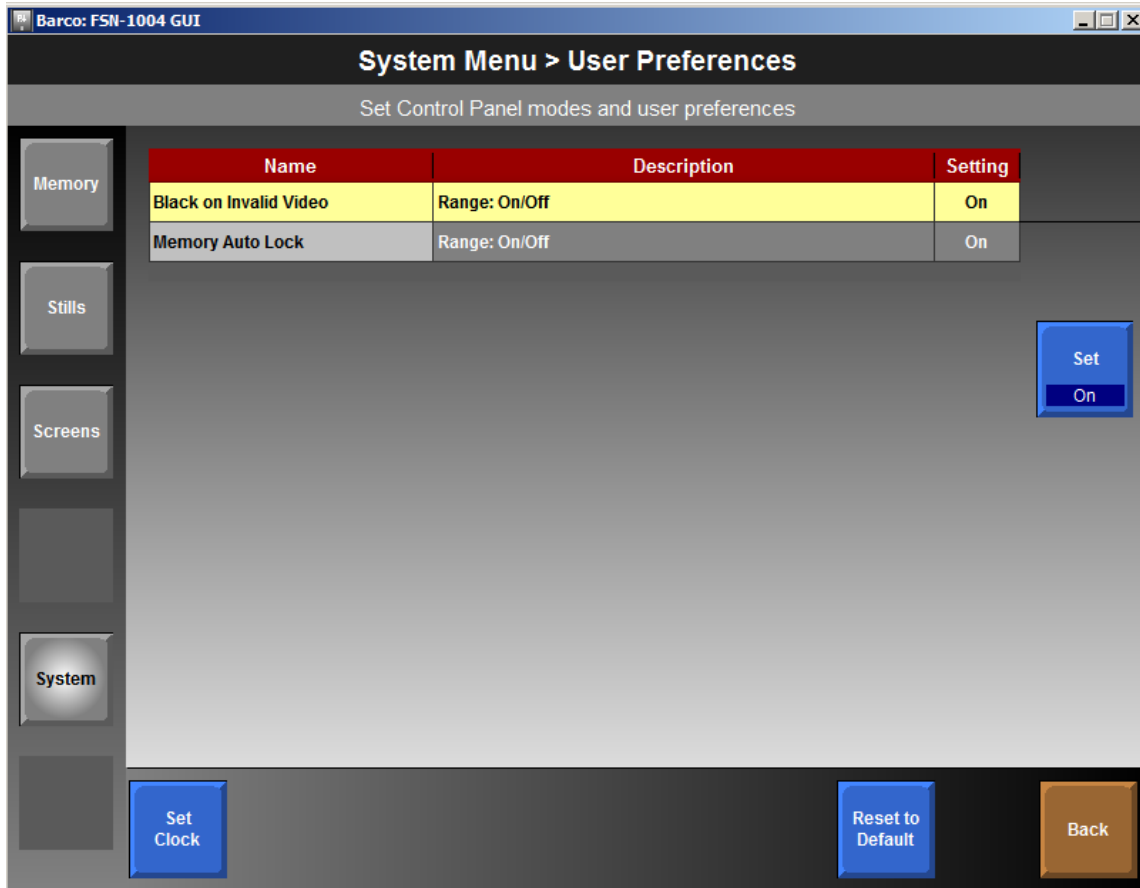 Barco: FSN-1004 GUI
System Menu > User Preferences
Set Control Panel modes and user preferences
Memory
Stills
Screens
System
Name Description Setting
Black on Invalid Video Range: On/Off On
Memory Auto Lock Range: On/Off On
Set
On
Set
Clock
Reset to
Default
Back